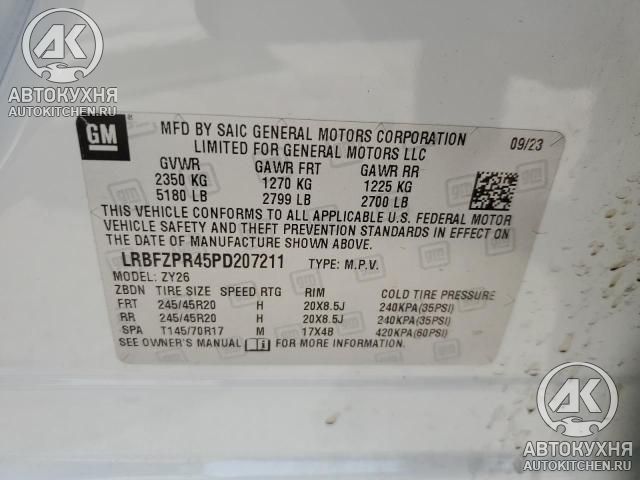 AK
АВТОКУХНЯ
AUTOKITCHEN.RU
GM ®
MFD BY SAIC GENERAL MOTORS CORPORATION
LIMITED FOR GENERAL MOTORS LLC
09/23
GVWR GAWR FRT GAWR RR
2350 KG 1270 KG 1225 KG
5180 LB 2799 LB 2700 LB
THIS VEHICLE CONFORMS TO ALL APPLICABLE U.S. FEDERAL MOTOR
VEHICLE SAFETY AND THEFT PREVENTION STANDARDS IN EFFECT ON
THE DATE OF MANUFACTURE SHOWN ABOVE.
LRBFZPR45PD207211 TYPE: M.P.V.
MODEL: ZY26
ZBDN TIRE SIZE SPEED RTG RIM COLD TIRE PRESSURE
FRT 245/45R20 H 20X8.5J 240KPA(35PSI)
RR 245/45R20 H 20X8.5J 240KPA(35PSI)
SPA T145/70R17 M 17X4B 420KPA(60PSI)
SEE OWNER'S MANUAL FOR MORE INFORMATION.
AK
АВТОКУХНЯ
AUTOKITCHEN.RU